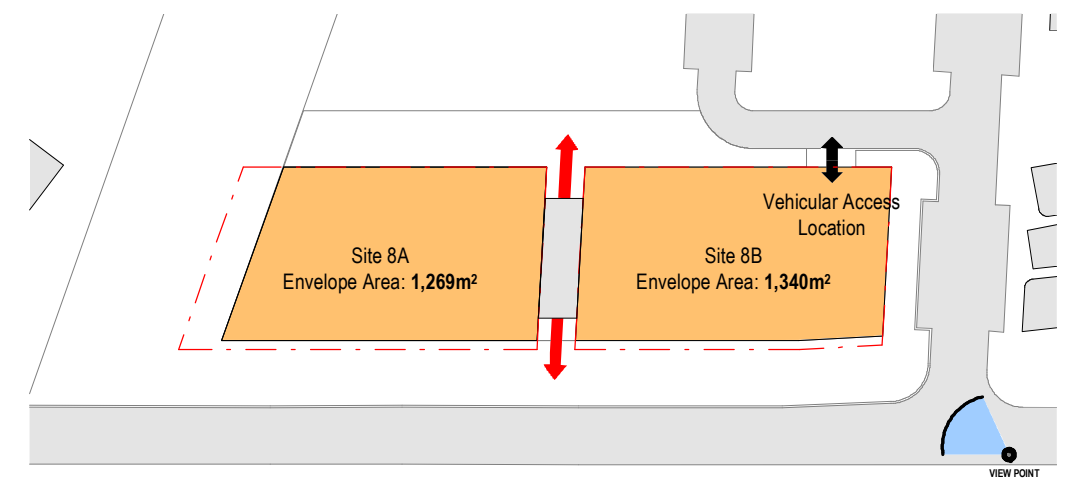 Vehicular Access
Location
Site 8A
Envelope Area: 1,269m²
Site 8B
Envelope Area: 1,340m²
VIEW POINT